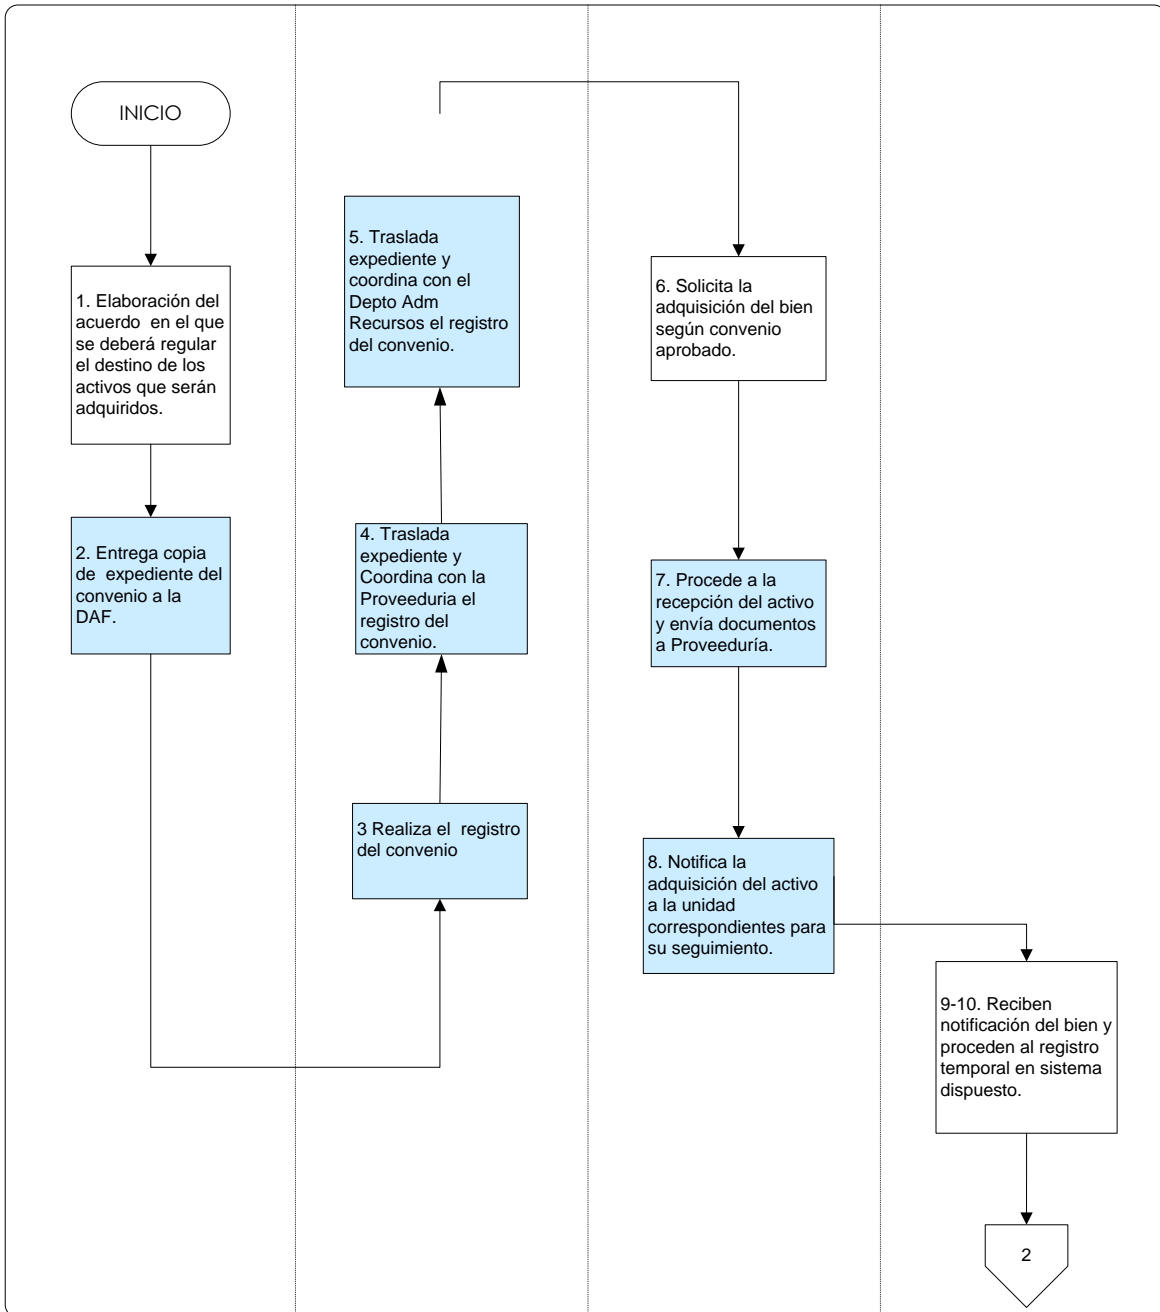 INICIO
1. Elaboración del
acuerdo en el que
se deberá regular
el destino de los
activos que serán
adquiridos.
2. Entrega copia
de expediente del
convenio a la
DAF.
3 Realiza el registro
del convenio
4. Traslada
expediente y
Coordina con la
Proveeduria el
registro del
convenio.
5. Traslada
expediente y
coordina con el
Depto Adm
Recursos el registro
del convenio.
6. Solicita la
adquisición del bien
según convenio
aprobado.
7. Procede a la
recepción del activo
y envía documentos
a Proveeduría.
8. Notifica la
adquisición del activo
a la unidad
correspondientes para
su seguimiento.
9-10. Reciben
notificación del bien y
proceden al registro
temporal en sistema
dispuesto.
2